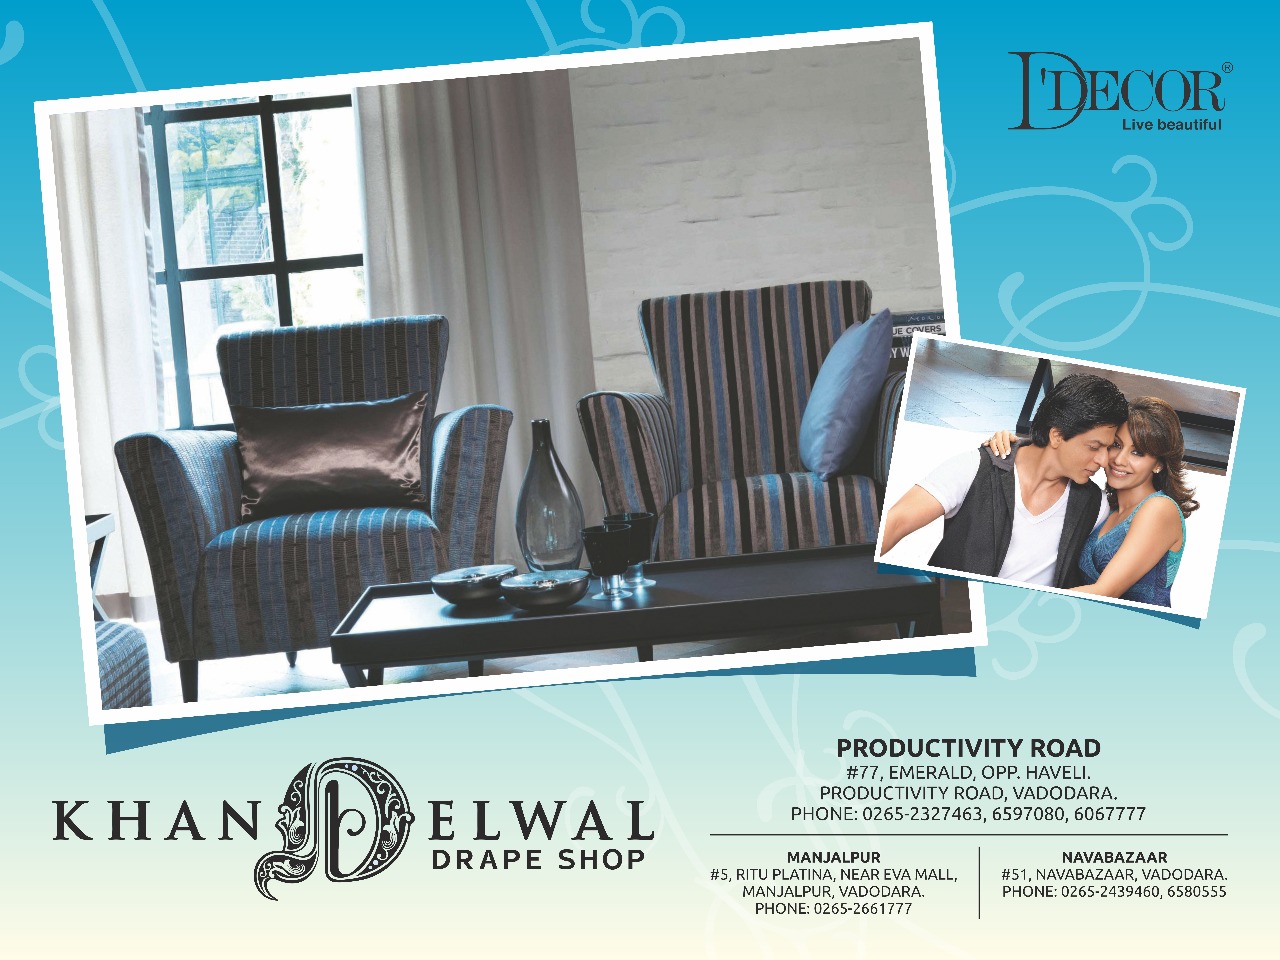 D'DECOR®
Live beautiful
UE COVERS
KHANDELWAL
DRAPE SHOP
PRODUCTIVITY ROAD
#77, EMERALD, OPP. HAVELI.
PRODUCTIVITY ROAD, VADODARA.
PHONE: 0265-2327463, 6597080, 6067777
MANJALPUR
#5, RITU PLATINA, NEAR EVA MALL,
MANJALPUR, VADODARA.
PHONE: 0265-2661777
NAVABAZAAR
#51, NAVABAZAAR, VADODARA.
PHONE: 0265-2439460, 6580555